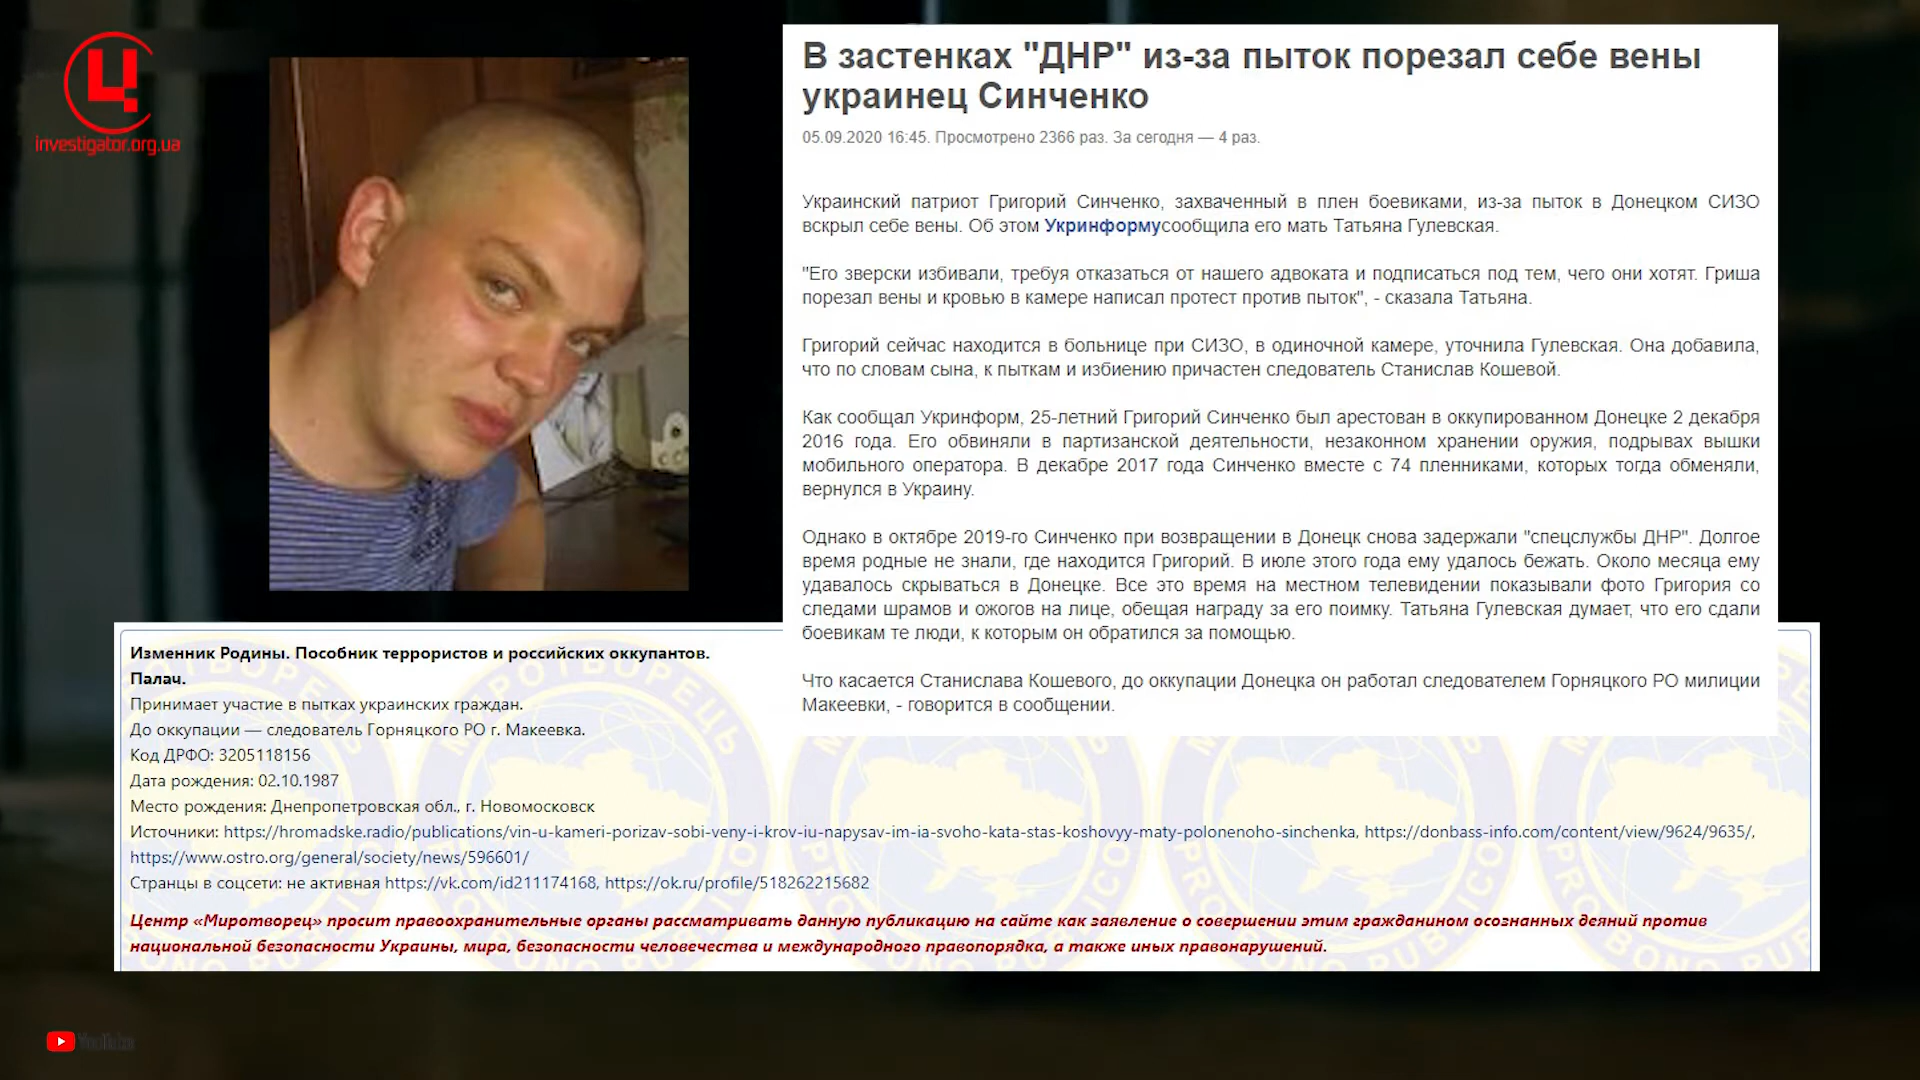 Ц
investigator.org.ua
В застенках "ДНР" из-за пыток порезал себе вены
украинец Синченко
05.09.2020 16:45. Просмотрено 2366 раз. За сегодня — 4 раз.
Украинский патриот Григорий Синченко, захваченный в плен боевиками, из-за пыток в Донецком СИЗО
вскрыл себе вены. Об этом Укринформусообщила его мать Татьяна Гулевская.
"Его зверски избивали, требуя отказаться от нашего адвоката и подписаться под тем, чего они хотят. Гриша
порезал вены и кровью в камере написал протест против пыток", - сказала Татьяна.
Григорий сейчас находится в больнице при СИЗО, в одиночной камере, уточнила Гулевская. Она добавила,
что по словам сына, к пыткам и избиению причастен следователь Станислав Кошевой.
Как сообщал Укринформ, 25-летний Григорий Синченко был арестован в оккупированном Донецке 2 декабря
2016 года. Его обвиняли в партизанской деятельности, незаконном хранении оружия, подрывах вышки
мобильного оператора. В декабре 2017 года Синченко вместе с 74 пленниками, которых тогда обменяли,
вернулся в Украину.
Однако в октябре 2019-го Синченко при возвращении в Донецк снова задержали "спецслужбы ДНР". Долгое
время родные не знали, где находится Григорий. В июле этого года ему удалось бежать. Около месяца ему
удавалось скрываться в Донецке. Все это время на местном телевидении показывали фото Григория со
следами шрамов и ожогов на лице, обещая награду за его поимку. Татьяна Гулевская думает, что его сдали
боевикам те люди, к которым он обратился за помощью.
Что касается Станислава Кошевого, до оккупации Донецка он работал следователем Горняцкого РО милиции
Макеевки, - говорится в сообщении.
Изменник Родины. Пособник террористов и российских оккупантов.
Палач.
Принимает участие в пытках украинских граждан.
До оккупации — следователь Горняцкого РО г. Макеевка.
Код ДРФО: 3205118156
Дата рождения: 02.10.1987
Место рождения: Днепропетровская обл., г. Новомосковск
Источники: https://hromadske.radio/publications/vin-u-kameri-porizav-sobi-veny-i-krov-iu-napysav-im-ia-svoho-kata-stas-koshovyy-maty-polonenoho-sinchenka, https://donbass-info.com/content/view/9624/9635/,
https://www.ostro.org/general/society/news/596601/
Странцы в соцсети: не активная https://vk.com/id211174168, https://ok.ru/profile/518262215682
Центр «Миротворец» просит правоохранительные органы рассматривать данную публикацию на сайте как заявление о совершении этим гражданином осознанных деяний против
национальной безопасности Украины, мира, безопасности человечества и международного правопорядка, а также иных правонарушений.
YouTube